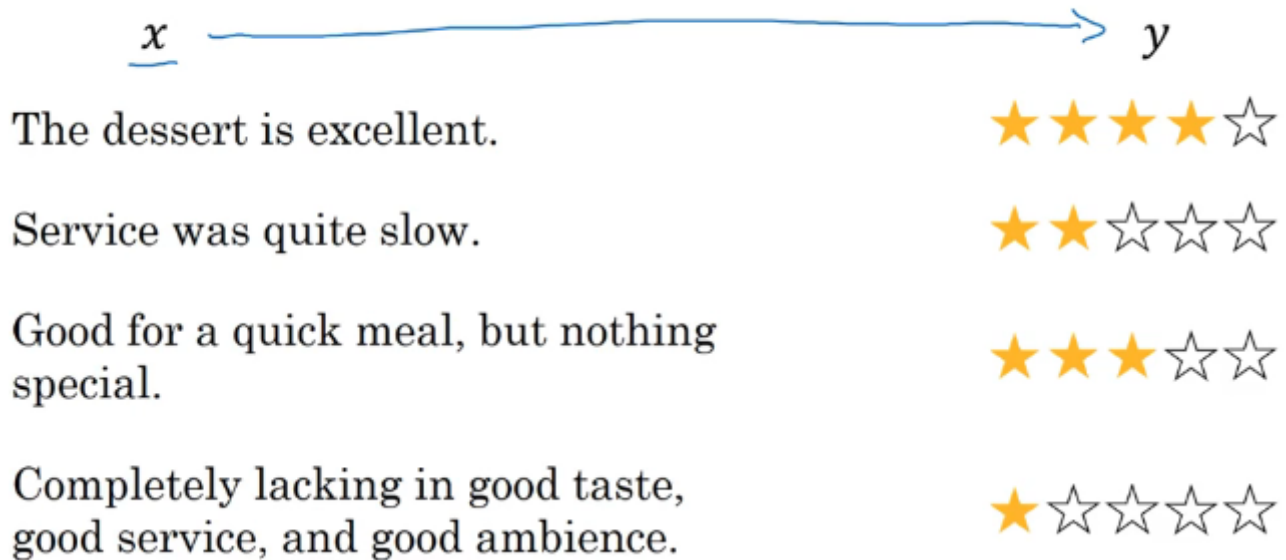 x y
The dessert is excellent.
Service was quite slow.
Good for a quick meal, but nothing
special.
Completely lacking in good taste,
good service, and good ambience.